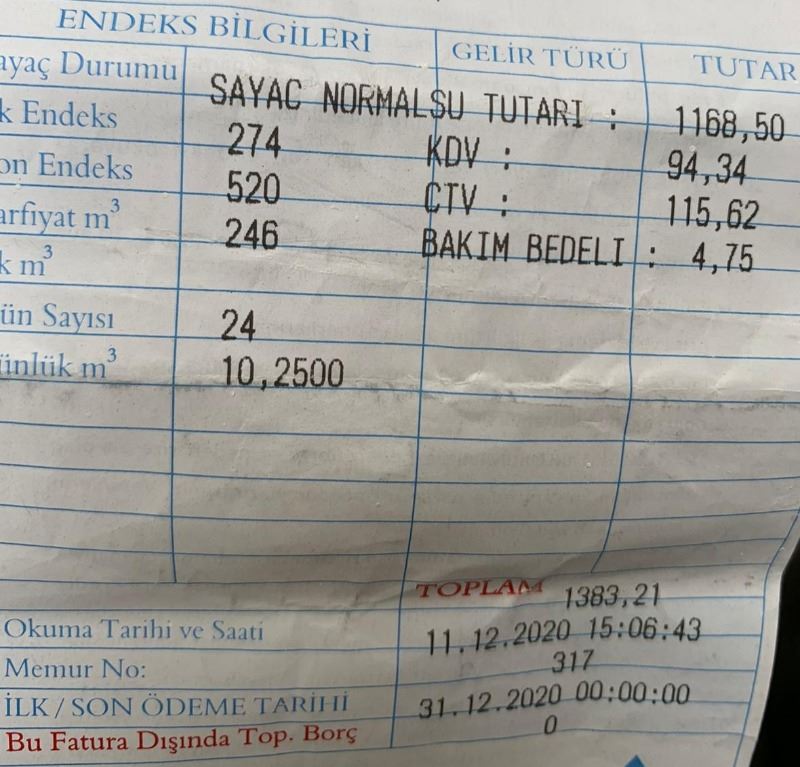 ENDEKS BİLGİLERİ GELİR TÜRÜ TUTAR
ayaç Durumu SAYAC NORMAL SU TUTARI : 1168,50
k Endeks 274 KDV : 94,34
on Endeks 520 CTV : 115,62
arfiyat m³ 246 BAKIM BEDELI : 4,75
k m³
ün Sayısı 24
ünlük m³ 10,2500
TOPLAM 1383,21
Okuma Tarihi ve Saati 11.12.2020 15:06:43
Memur No: 317
İLK / SON ÖDEME TARİHİ 31.12.2020 00:00:00
Bu Fatura Dışında Top. Borç 0